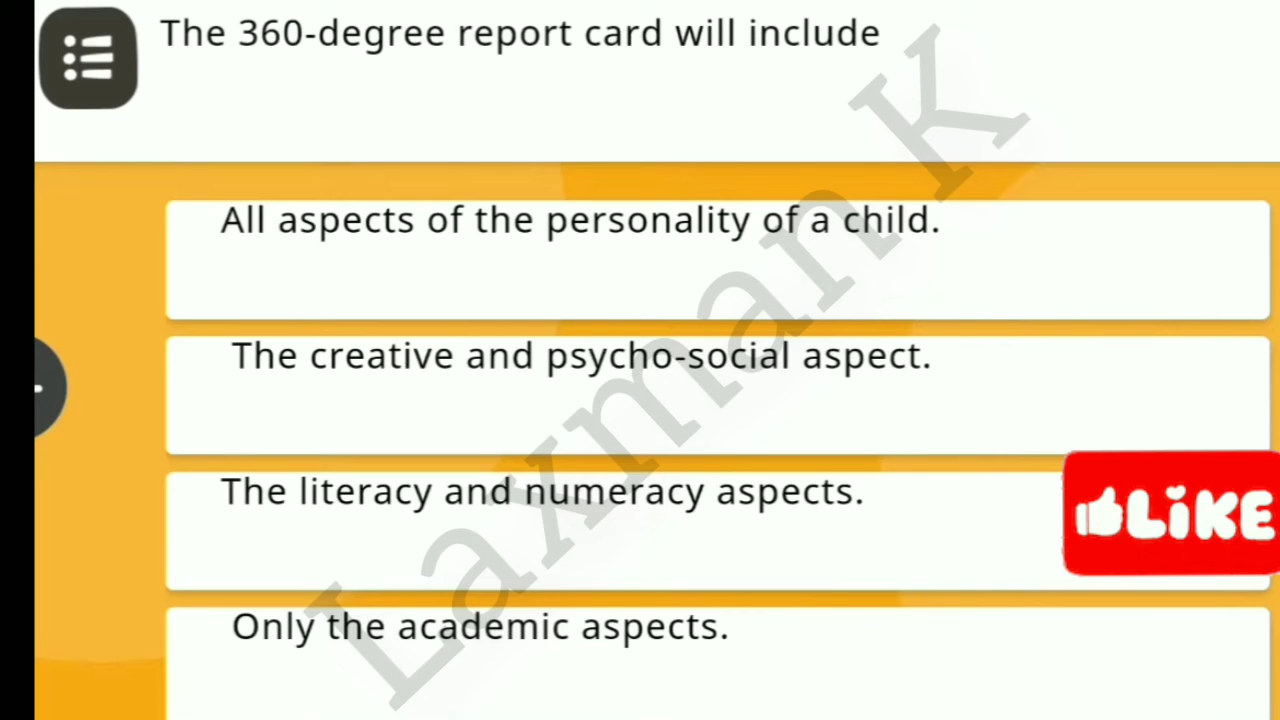 The 360-degree report card will include
All aspects of the personality of a child.
The creative and psycho-social aspect.
The literacy and numeracy aspects.
LiKE
Only the academic aspects.
Laxman K